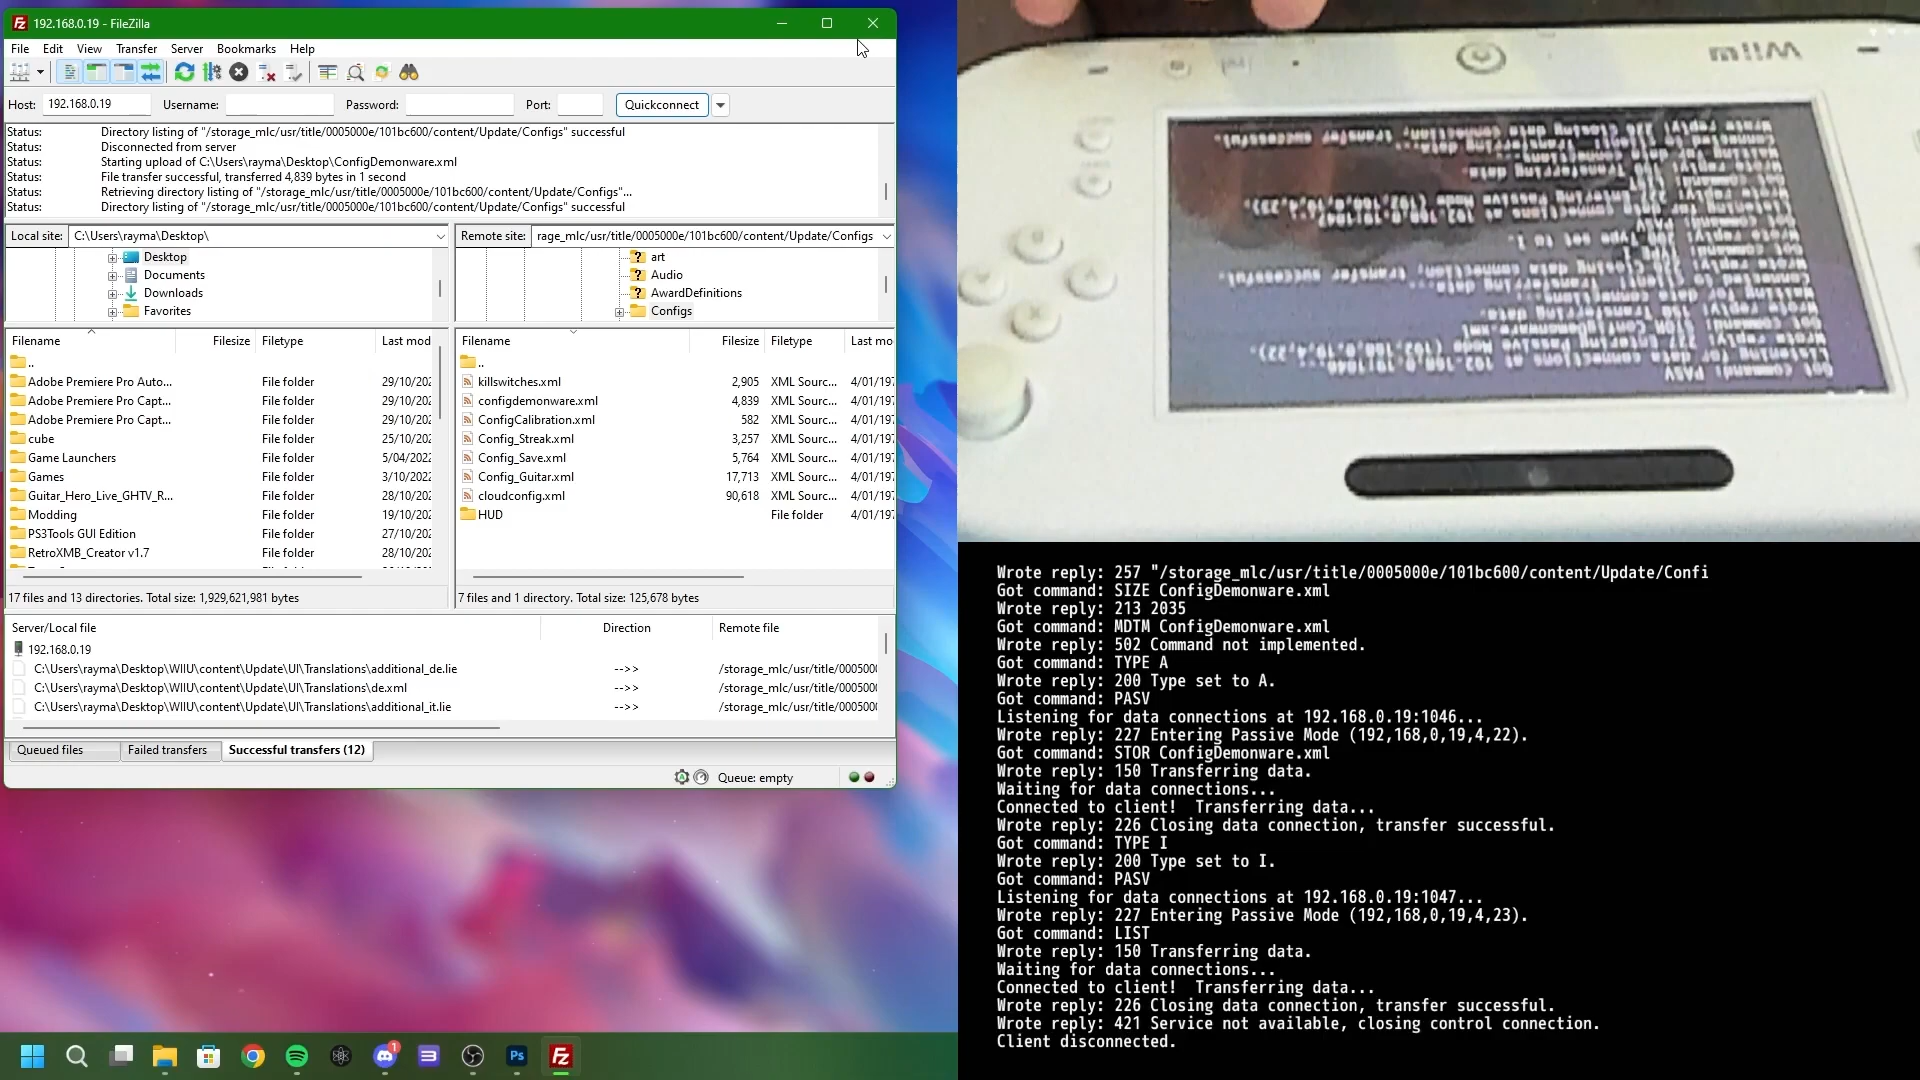 192.168.0.19 - FileZilla
File Edit View Transfer Server Bookmarks Help
Host: 192.168.0.19 Username: Password: Port: Quickconnect
Status: Directory listing of "/storage_mlc/usr/title/0005000e/101bc600/content/Update/Configs" successful
Status: Disconnected from server
Status: Starting upload of C:\Users\rayma\Desktop\ConfigDemonware.xml
Status: File transfer successful, transferred 4,839 bytes in 1 second
Status: Retrieving directory listing of "/storage_mlc/usr/title/0005000e/101bc600/content/Update/Configs"...
Status: Directory listing of "/storage_mlc/usr/title/0005000e/101bc600/content/Update/Configs" successful
Local site: C:\Users\rayma\Desktop\
Desktop
Documents
Downloads
Favorites
Filename Filesize Filetype Last mod
..
Adobe Premiere Pro Auto... File folder 29/10/202
Adobe Premiere Pro Capt... File folder 29/10/202
Adobe Premiere Pro Capt... File folder 29/10/202
cube File folder 25/10/202
Game Launchers File folder 5/04/2022
Games File folder 3/10/2022
Guitar_Hero_Live_GHTV_R... File folder 28/10/202
Modding File folder 19/10/202
PS3Tools GUI Edition File folder 27/10/202
RetroXMB_Creator v1.7 File folder 28/10/202
17 files and 13 directories. Total size: 1,929,621,981 bytes
Remote site: rage_mlc/usr/title/0005000e/101bc600/content/Update/Configs
art
Audio
AwardDefinitions
Configs
Filename Filesize Filetype Last mo
..
killswitches.xml 2,905 XML Sourc... 4/01/197
configdemonware.xml 4,839 XML Sourc... 4/01/197
ConfigCalibration.xml 582 XML Sourc... 4/01/197
Config_Streak.xml 3,257 XML Sourc... 4/01/197
Config_Save.xml 5,764 XML Sourc... 4/01/197
Config_Guitar.xml 17,713 XML Sourc... 4/01/197
cloudconfig.xml 90,618 XML Sourc... 4/01/197
HUD File folder 4/01/197
7 files and 1 directory. Total size: 125,678 bytes
Server/Local file Direction Remote file
192.168.0.19
C:\Users\rayma\Desktop\WIIU\content\Update\UI\Translations\additional_de.lie -->> /storage_mlc/usr/title/000500
C:\Users\rayma\Desktop\WIIU\content\Update\UI\Translations\de.xml -->> /storage_mlc/usr/title/000500
C:\Users\rayma\Desktop\WIIU\content\Update\UI\Translations\additional_it.lie -->> /storage_mlc/usr/title/000500
Queued files Failed transfers Successful transfers (12)
Queue: empty
1
Ps
Fz
Wii U
Wrote reply: 257 "/storage_mlc/usr/title/0005000e/101bc600/content/Update/Confi
Got command: SIZE ConfigDemonware.xml
Wrote reply: 213 2035
Got command: MDTM ConfigDemonware.xml
Wrote reply: 502 Command not implemented.
Got command: TYPE A
Wrote reply: 200 Type set to A.
Got command: PASV
Listening for data connections at 192.168.0.19:1046...
Wrote reply: 227 Entering Passive Mode (192,168,0,19,4,22).
Got command: STOR ConfigDemonware.xml
Wrote reply: 150 Transferring data.
Waiting for data connections...
Connected to client!  Transferring data...
Wrote reply: 226 Closing data connection, transfer successful.
Got command: TYPE I
Wrote reply: 200 Type set to I.
Got command: PASV
Listening for data connections at 192.168.0.19:1047...
Wrote reply: 227 Entering Passive Mode (192,168,0,19,4,23).
Got command: LIST
Wrote reply: 150 Transferring data.
Waiting for data connections...
Connected to client!  Transferring data...
Wrote reply: 226 Closing data connection, transfer successful.
Wrote reply: 421 Service not available, closing control connection.
Client disconnected.